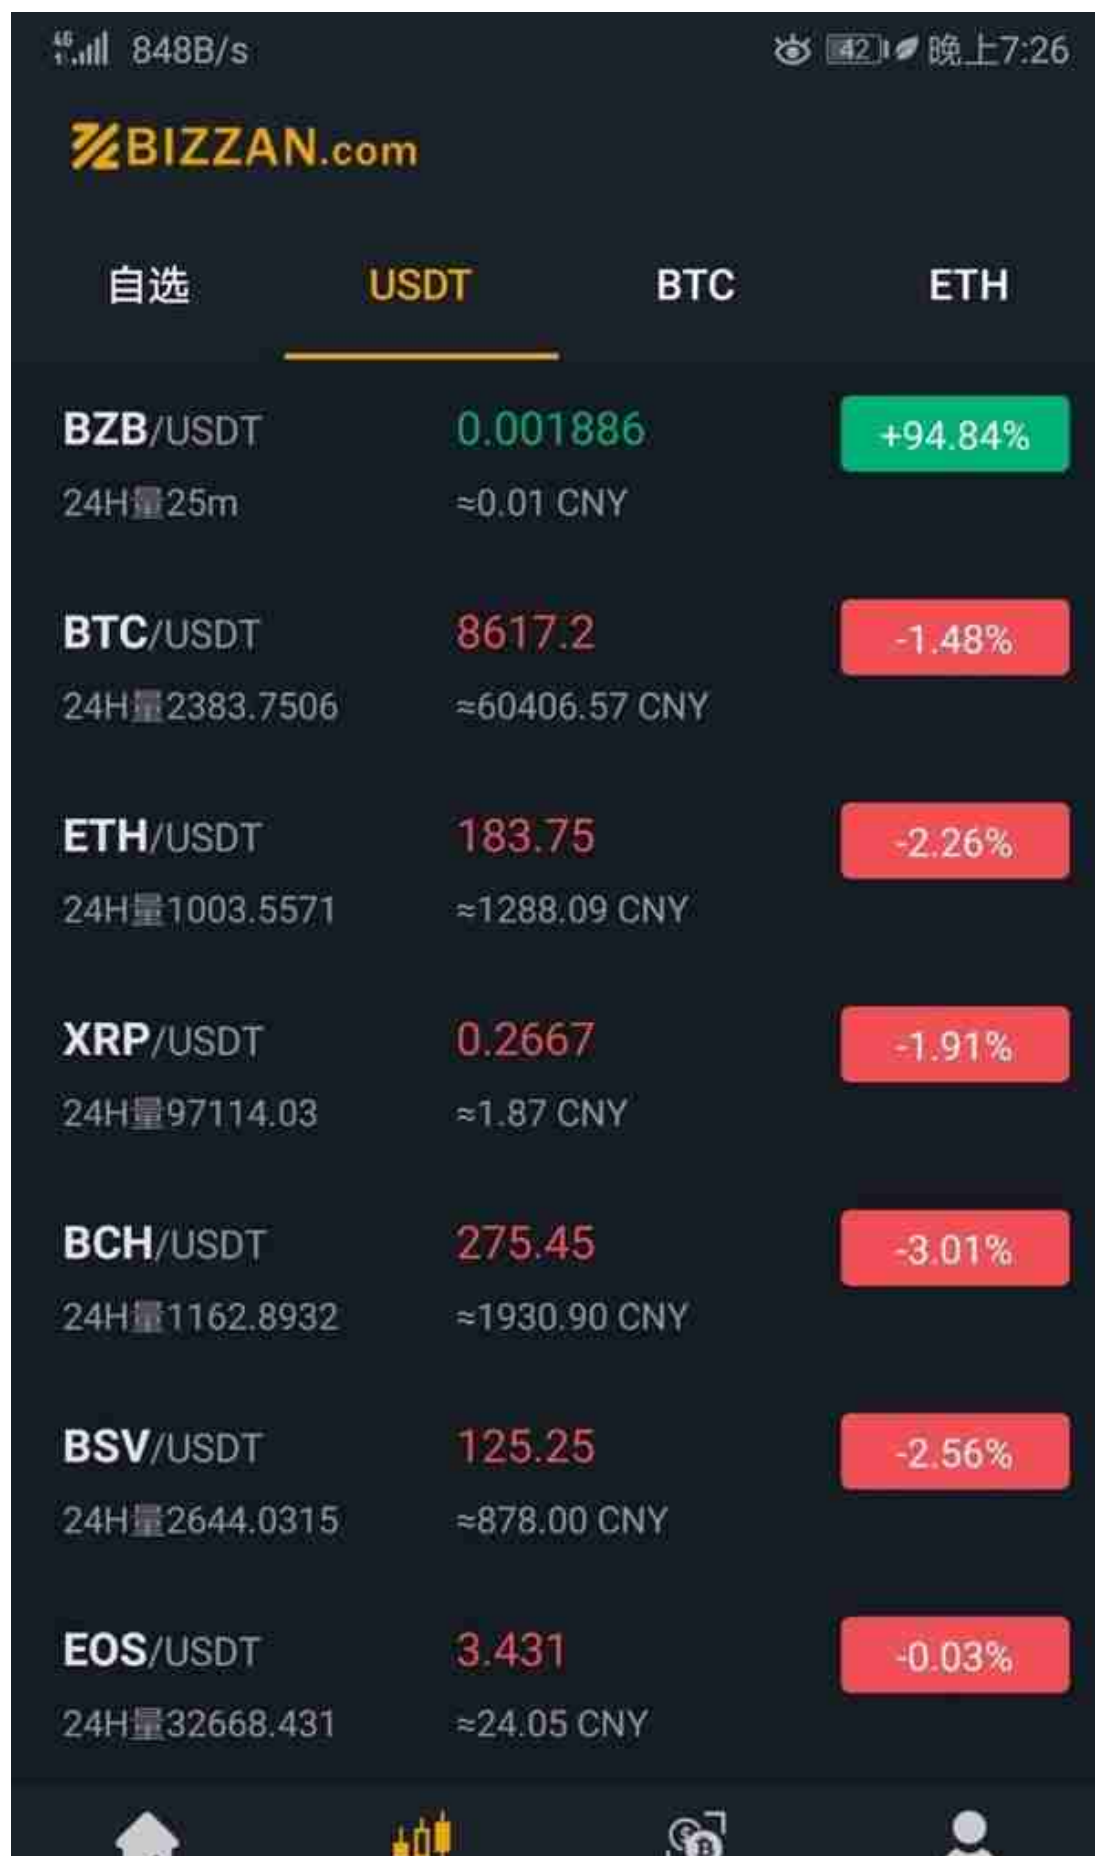 4G 848B/s 42 晚上7:26
BIZZAN.com
自选 USDT BTC ETH
BZB/USDT 0.001886 +94.84%
24H量25m ≈0.01 CNY
BTC/USDT 8617.2 -1.48%
24H量2383.7506 ≈60406.57 CNY
ETH/USDT 183.75 -2.26%
24H量1003.5571 ≈1288.09 CNY
XRP/USDT 0.2667 -1.91%
24H量97114.03 ≈1.87 CNY
BCH/USDT 275.45 -3.01%
24H量1162.8932 ≈1930.90 CNY
BSV/USDT 125.25 -2.56%
24H量2644.0315 ≈878.00 CNY
EOS/USDT 3.431 -0.03%
24H量32668.431 ≈24.05 CNY